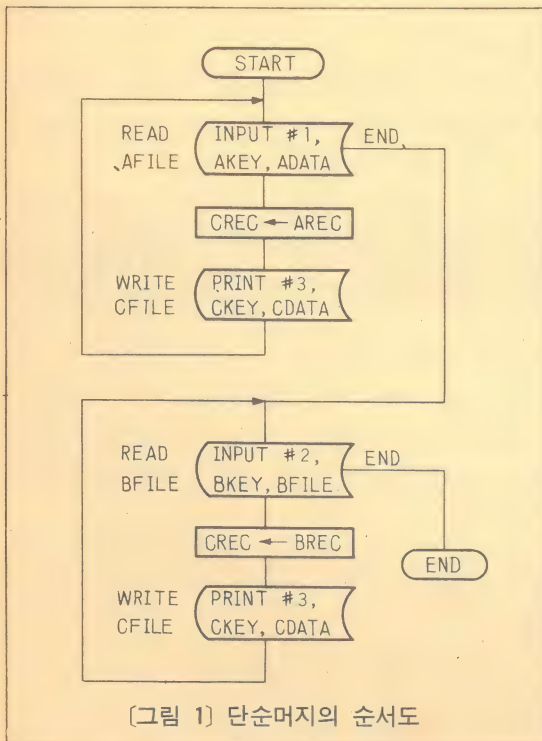 START
READ
AFILE
INPUT #1,
AKEY, ADATA
END
CREC ← AREC
WRITE
CFILE
PRINT #3,
CKEY, CDATA
READ
BFILE
INPUT #2,
BKEY, BFILE
END
CREC ← BREC
END
WRITE
CFILE
PRINT #3,
CKEY, CDATA
[그림 1] 단순머지의 순서도